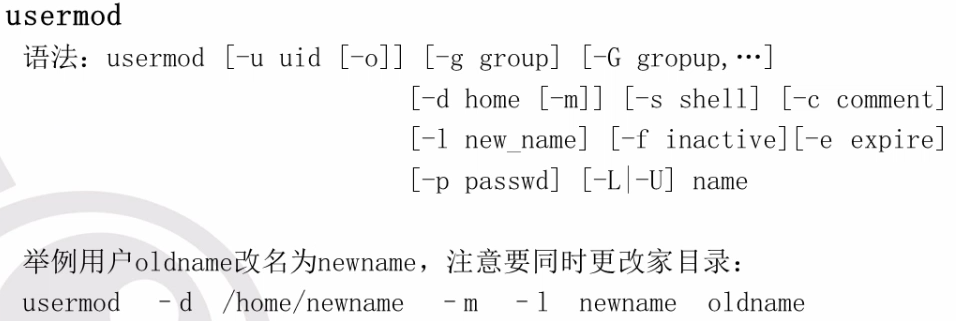 usermod
语法：usermod [-u uid [-o]] [-g group] [-G gropup,…]
[-d home [-m]] [-s shell] [-c comment]
[-l new_name] [-f inactive][-e expire]
[-p passwd] [-L|-U] name
举例用户oldname改名为newname，注意要同时更改家目录：
usermod -d /home/newname -m -l newname oldname